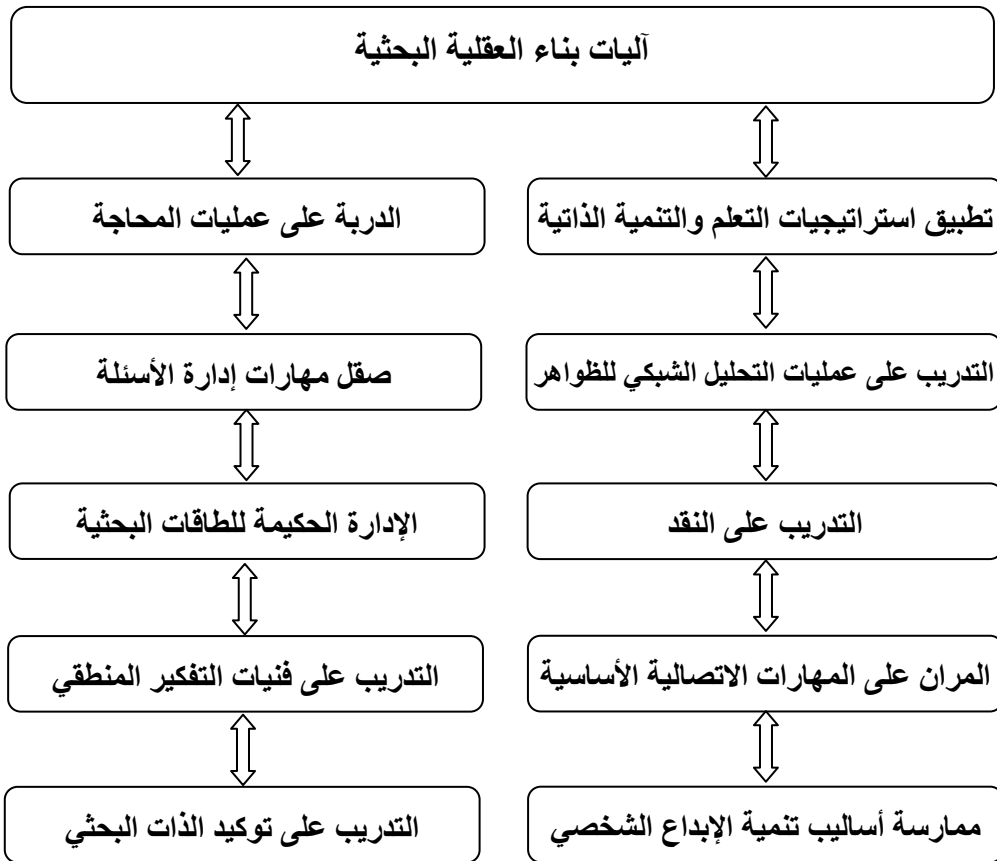 آليات بناء العقلية البحثية
تطبيق استراتيجيات التعلم والتنمية الذاتية
الدربة على عمليات المحاجة
التدريب على عمليات التحليل الشبكي للظواهر
صقل مهارات إدارة الأسئلة
التدريب على النقد
الإدارة الحكيمة للطاقات البحثية
المران على المهارات الاتصالية الأساسية
التدريب على فنيات التفكير المنطقي
ممارسة أساليب تنمية الإبداع الشخصي
التدريب على توكيد الذات البحثي